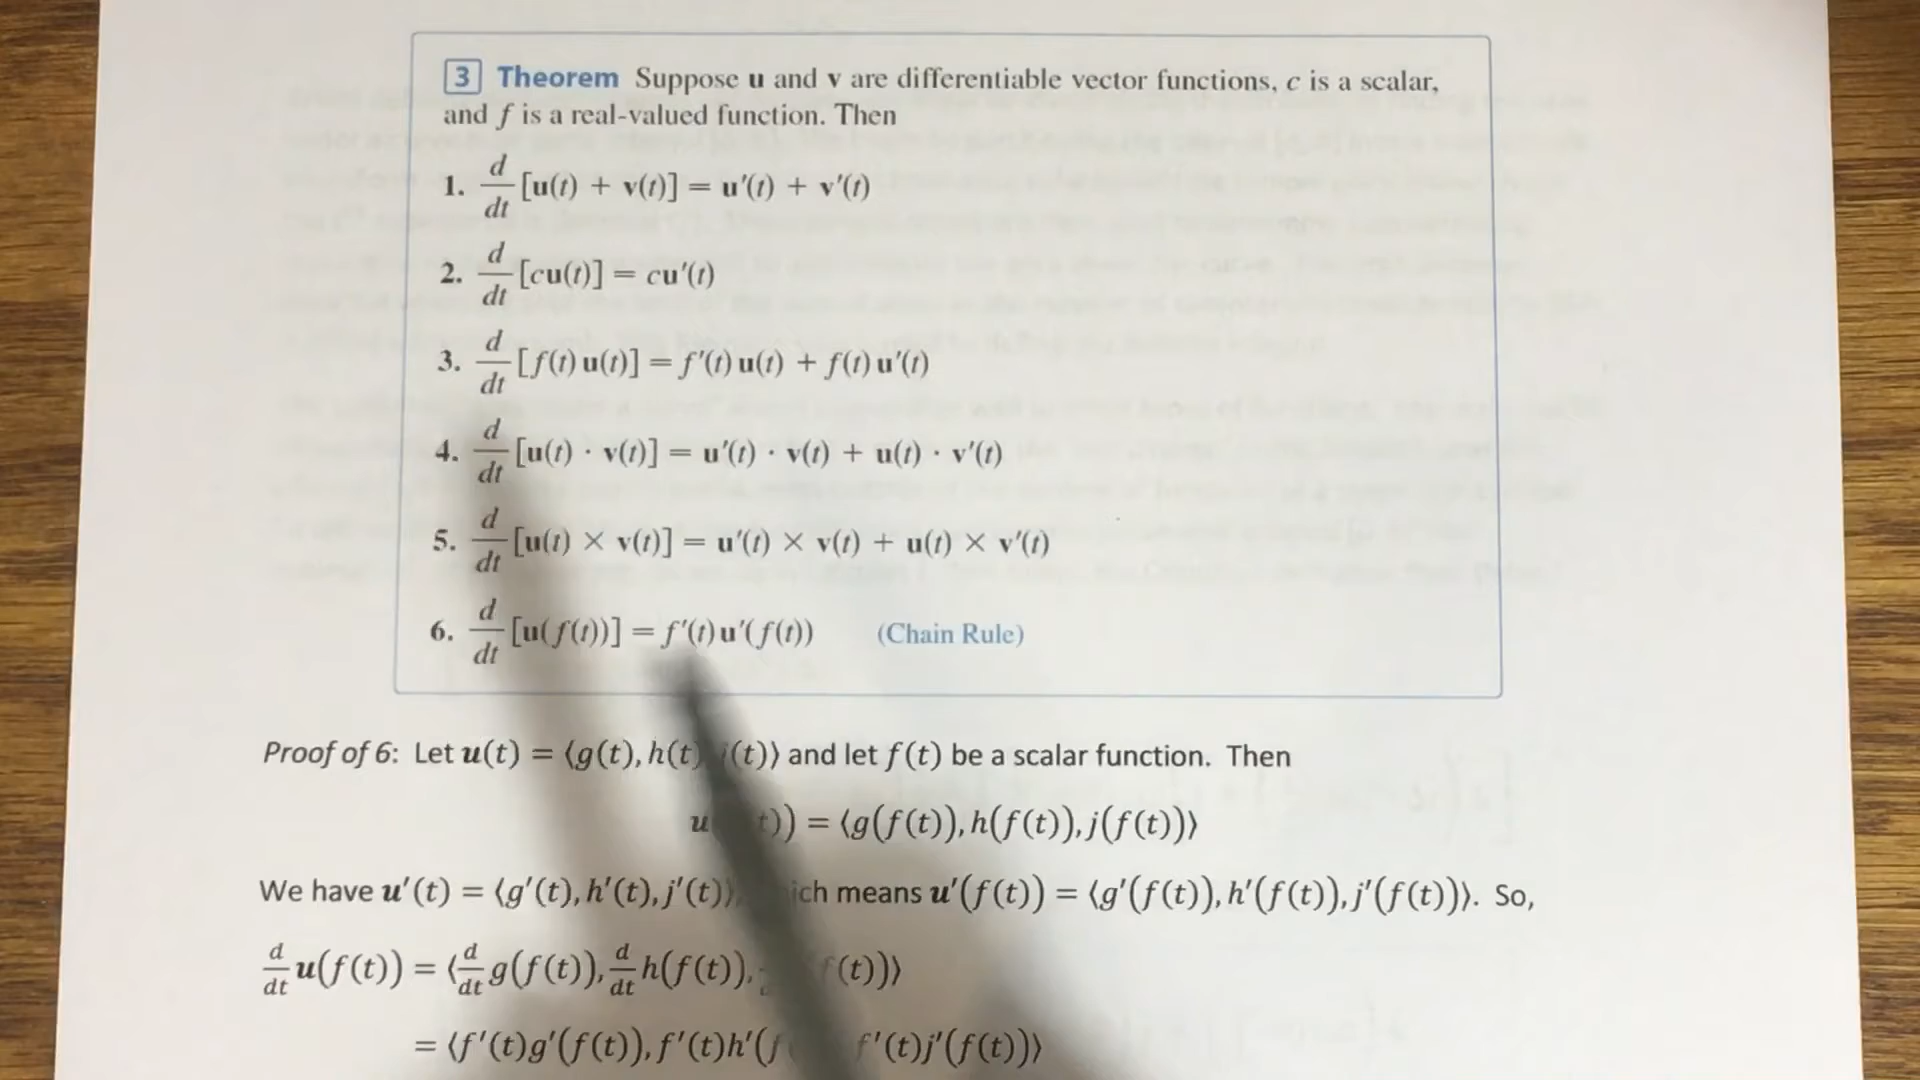 3 Theorem Suppose u and v are differentiable vector functions, c is a scalar,
and f is a real-valued function. Then
1. d/dt [u(t) + v(t)] = u′(t) + v′(t)
2. d/dt [cu(t)] = cu′(t)
3. d/dt [f(t) u(t)] = f′(t) u(t) + f(t) u′(t)
4. d/dt [u(t) · v(t)] = u′(t) · v(t) + u(t) · v′(t)
5. d/dt [u(t) × v(t)] = u′(t) × v(t) + u(t) × v′(t)
6. d/dt [u(f(t))] = f′(t) u′(f(t)) (Chain Rule)
Proof of 6: Let u(t) = ⟨g(t), h(t) (t)⟩ and let f(t) be a scalar function. Then
u t)) = ⟨g(f(t)), h(f(t)), j(f(t))⟩
We have u′(t) = ⟨g′(t), h′(t), j′(t)⟩ means u′(f(t)) = ⟨g′(f(t)), h′(f(t)), j′(f(t))⟩. So,
d/dt u(f(t)) = ⟨d/dt g(f(t)), d/dt h(f(t)), (t))⟩
= ⟨f′(t)g′(f(t)), f′(t)h′(f f′(t)j′(f(t))⟩